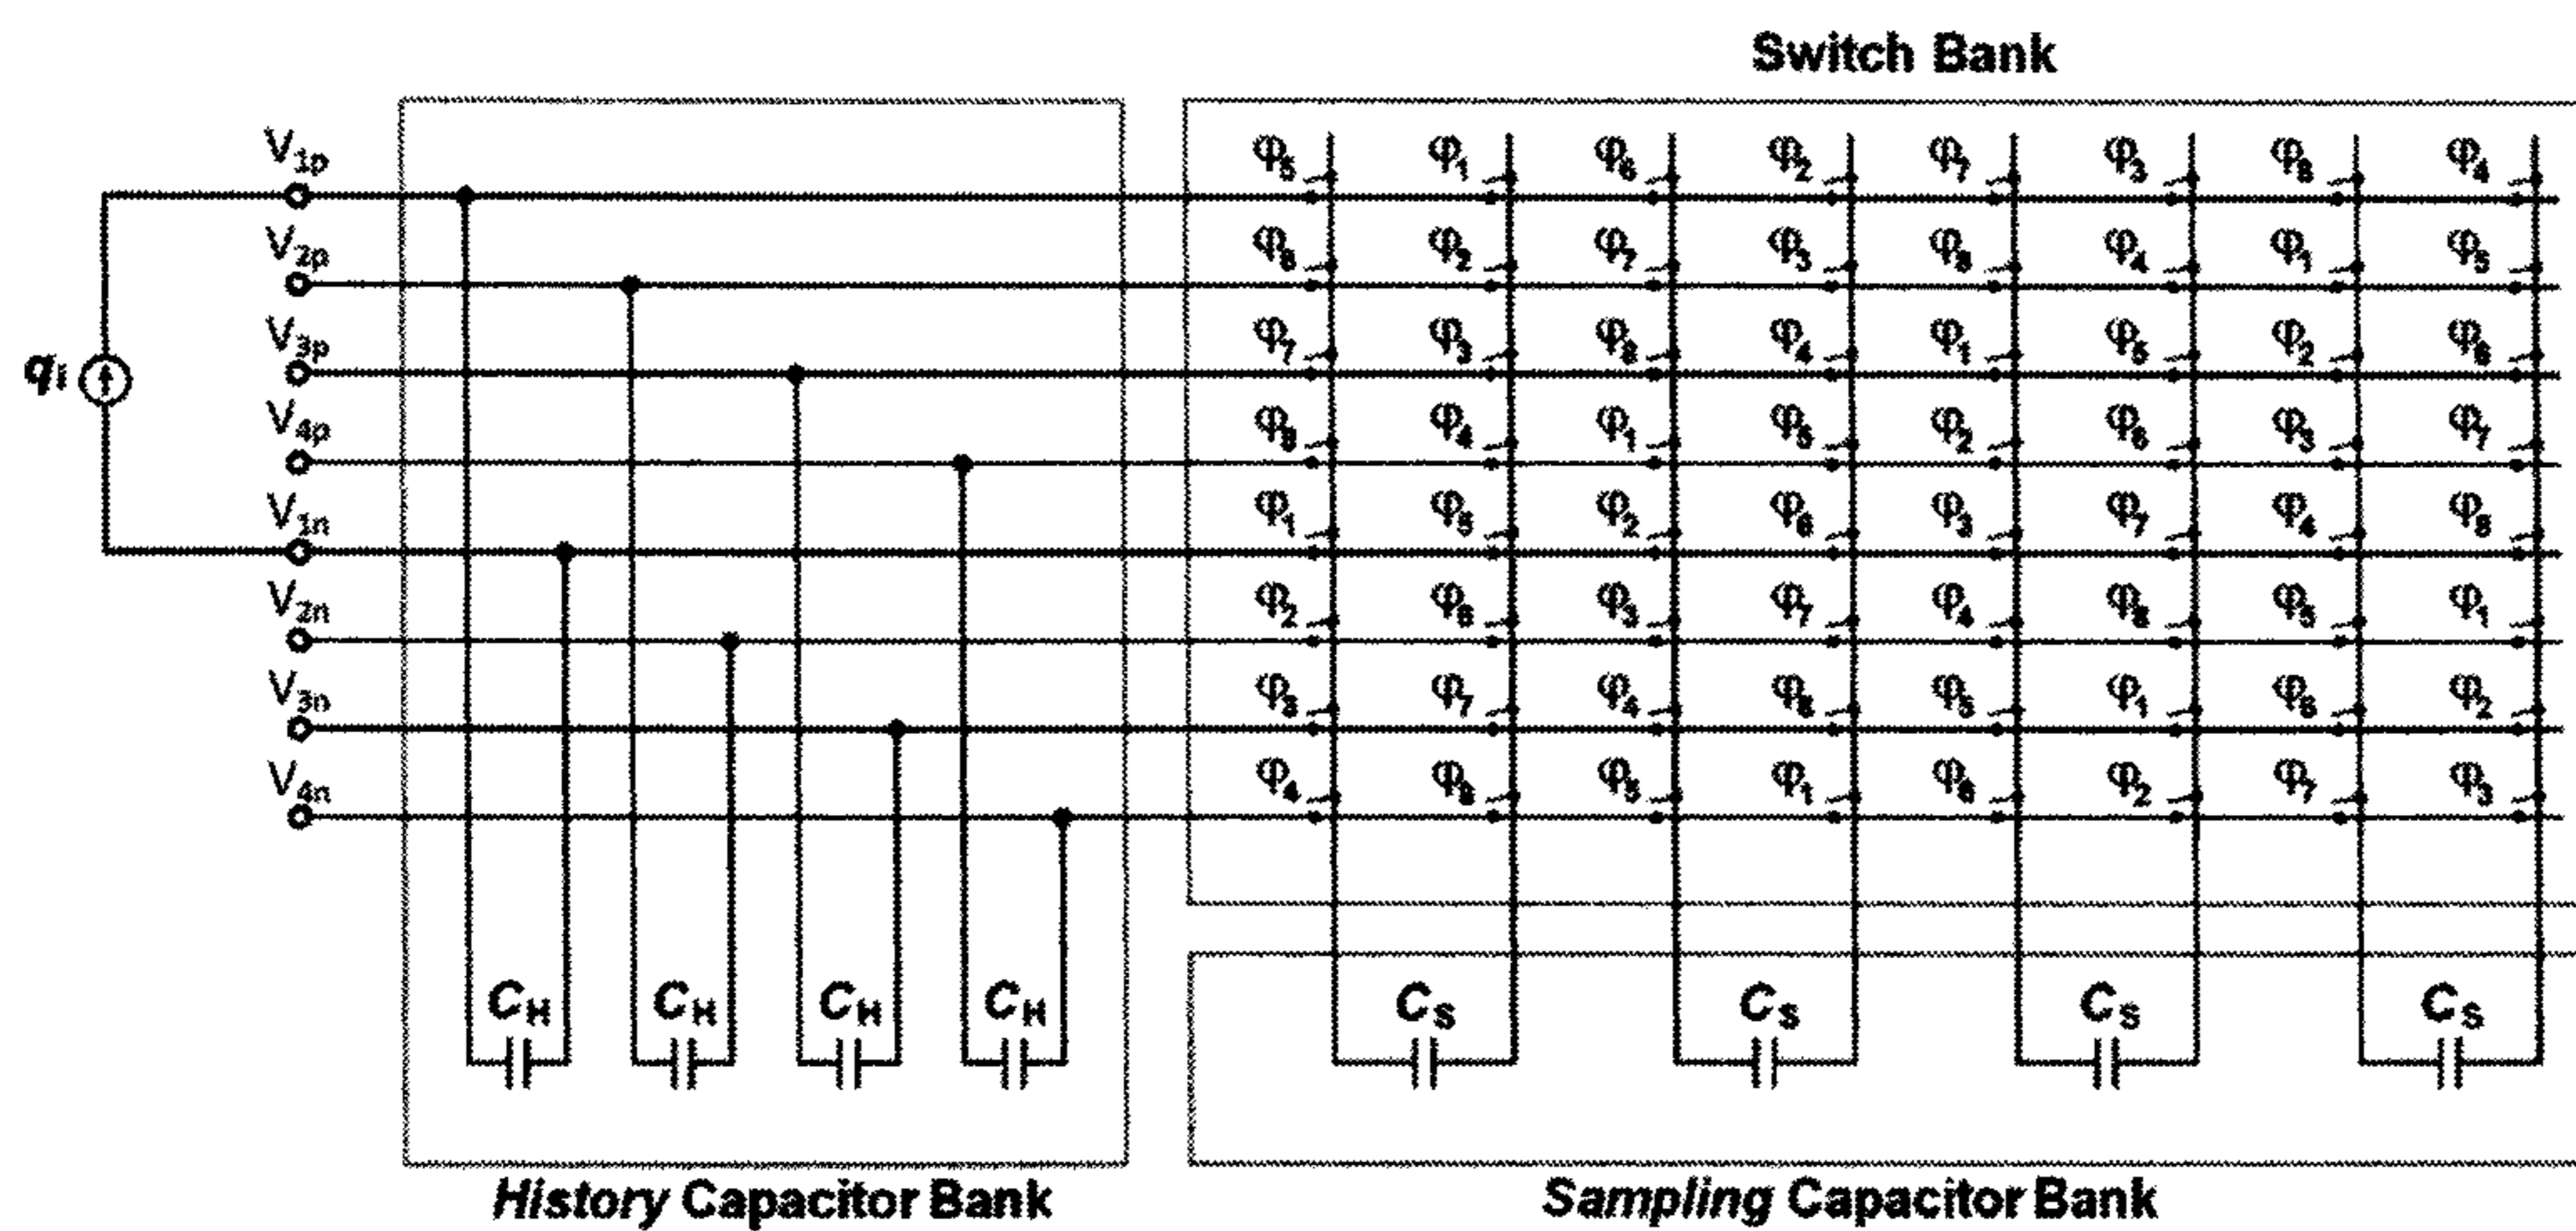 Switch Bank
V1p φ5 φ1 φ6 φ2 φ7 φ3 φ8 φ4
V2p φ6 φ2 φ7 φ3 φ8 φ4 φ1 φ5
V3p φ7 φ3 φ8 φ4 φ1 φ5 φ2 φ6
qi
V4p φ8 φ4 φ1 φ5 φ2 φ6 φ3 φ7
V1n φ1 φ5 φ2 φ6 φ3 φ7 φ4 φ8
V2n φ2 φ6 φ3 φ7 φ4 φ8 φ5 φ1
V3n φ3 φ7 φ4 φ8 φ5 φ1 φ6 φ2
V4n φ4 φ8 φ5 φ1 φ6 φ2 φ7 φ3
CH CH CH CH CS CS CS CS
History Capacitor Bank
Sampling Capacitor Bank